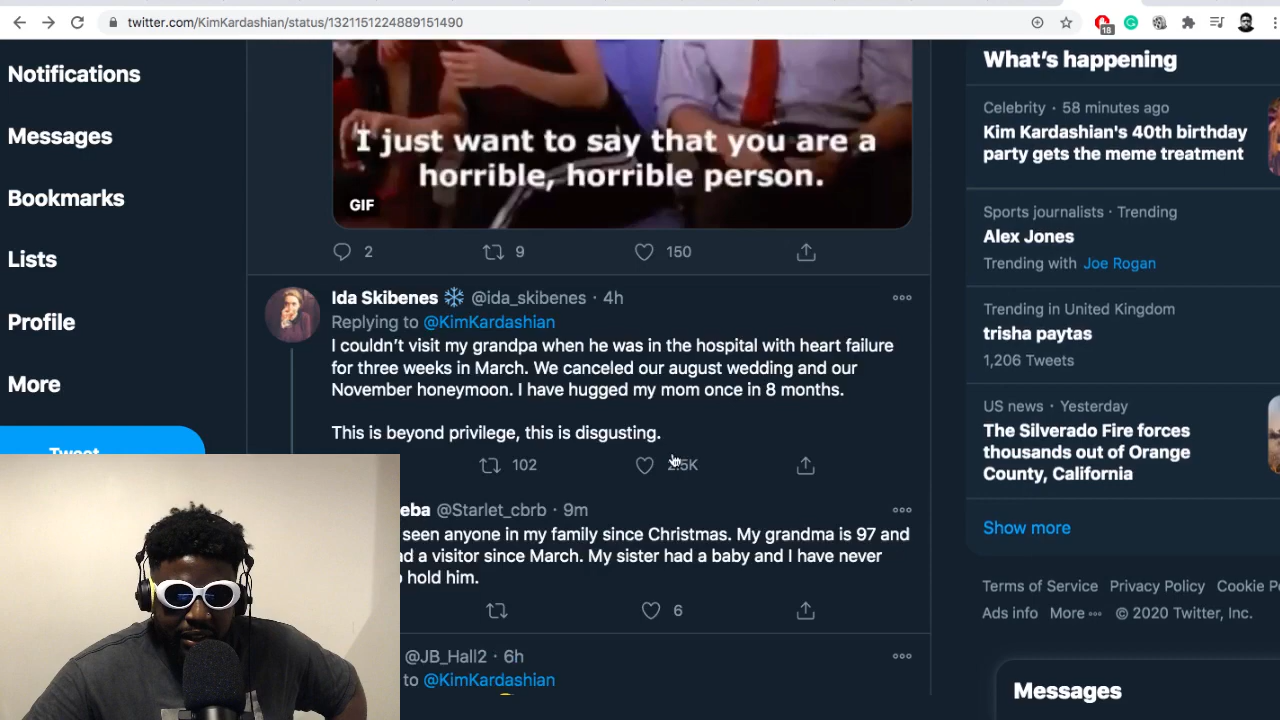 twitter.com/KimKardashian/status/1321151224889151490
18
Notifications
Messages
Bookmarks
Lists
Profile
More
Tweet
I just want to say that you are a
horrible, horrible person.
GIF
2
9
150
Ida Skibenes @ida_skibenes · 4h
Replying to @KimKardashian
I couldn’t visit my grandpa when he was in the hospital with heart failure
for three weeks in March. We canceled our august wedding and our
November honeymoon. I have hugged my mom once in 8 months.
This is beyond privilege, this is disgusting.
102
2.5K
eba @Starlet_cbrb · 9m
seen anyone in my family since Christmas. My grandma is 97 and
ad a visitor since March. My sister had a baby and I have never
hold him.
6
@JB_Hall2 · 6h
to @KimKardashian
What’s happening
Celebrity · 58 minutes ago
Kim Kardashian's 40th birthday
party gets the meme treatment
Sports journalists · Trending
Alex Jones
Trending with Joe Rogan
Trending in United Kingdom
trisha paytas
1,206 Tweets
US news · Yesterday
The Silverado Fire forces
thousands out of Orange
County, California
Show more
Terms of Service Privacy Policy Cookie P
Ads info More © 2020 Twitter, Inc.
Messages